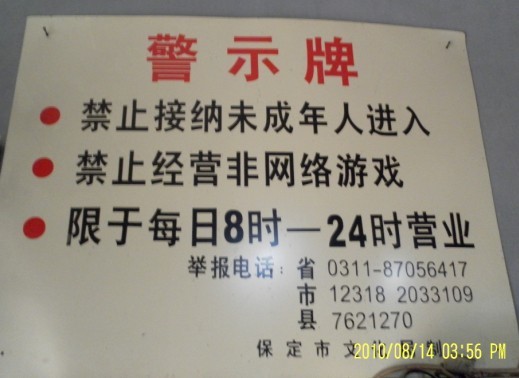 警示牌
禁止接纳未成年人进入
禁止经营非网络游戏
限于每日8时—24时营业
举报电话：省 0311-87056417
市 12318 2033109
县 7621270
保定市文
制
2010/08/14 03:56 PM